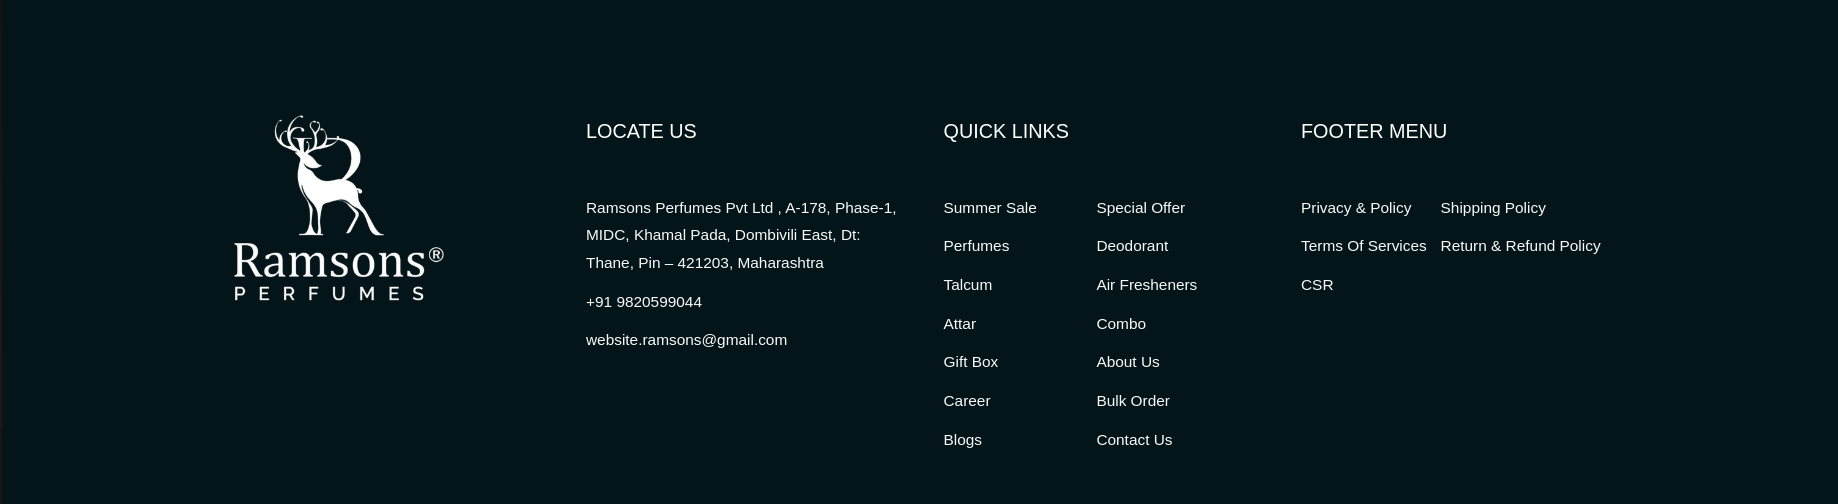 Ramsons®
PERFUMES
LOCATE US
Ramsons Perfumes Pvt Ltd , A-178, Phase-1,
MIDC, Khamal Pada, Dombivili East, Dt:
Thane, Pin – 421203, Maharashtra
+91 9820599044
website.ramsons@gmail.com
QUICK LINKS
Summer Sale
Perfumes
Talcum
Attar
Gift Box
Career
Blogs
Special Offer
Deodorant
Air Fresheners
Combo
About Us
Bulk Order
Contact Us
FOOTER MENU
Privacy & Policy
Terms Of Services
CSR
Shipping Policy
Return & Refund Policy